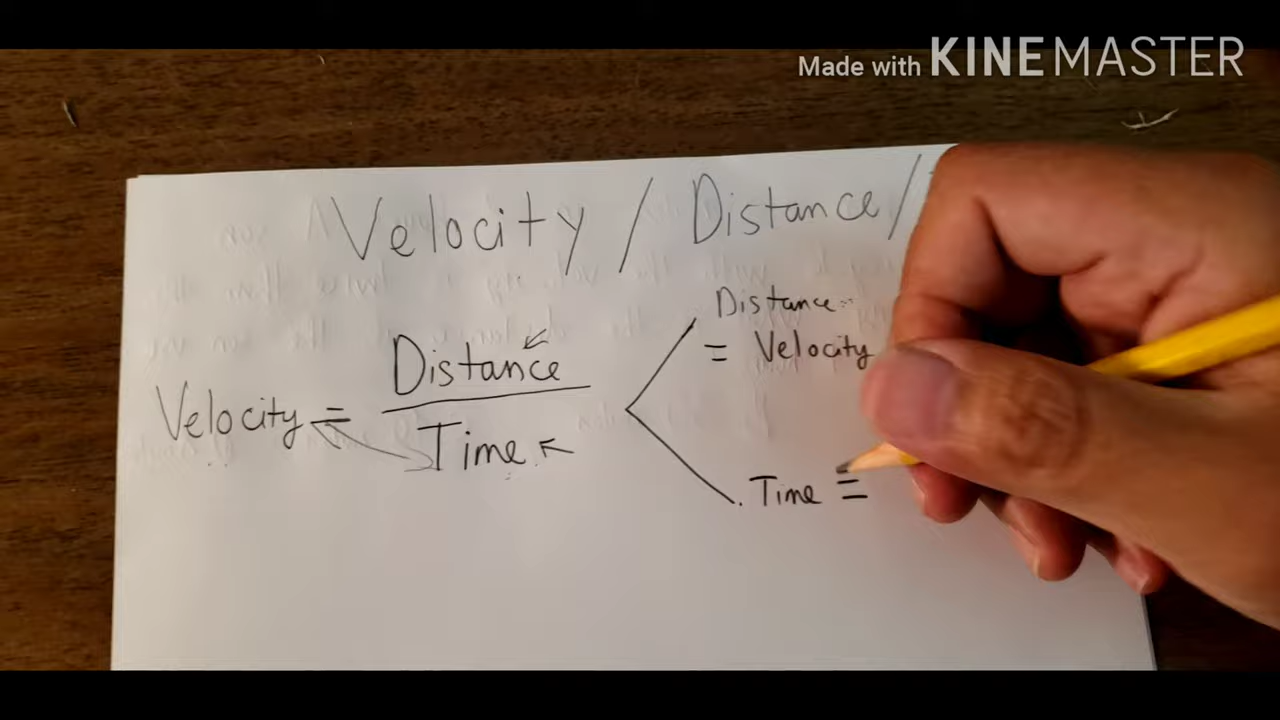 Made with KINEMASTER
Velocity / Distance /
Distance
= Velocity
Velocity = Distance
Time
Time =